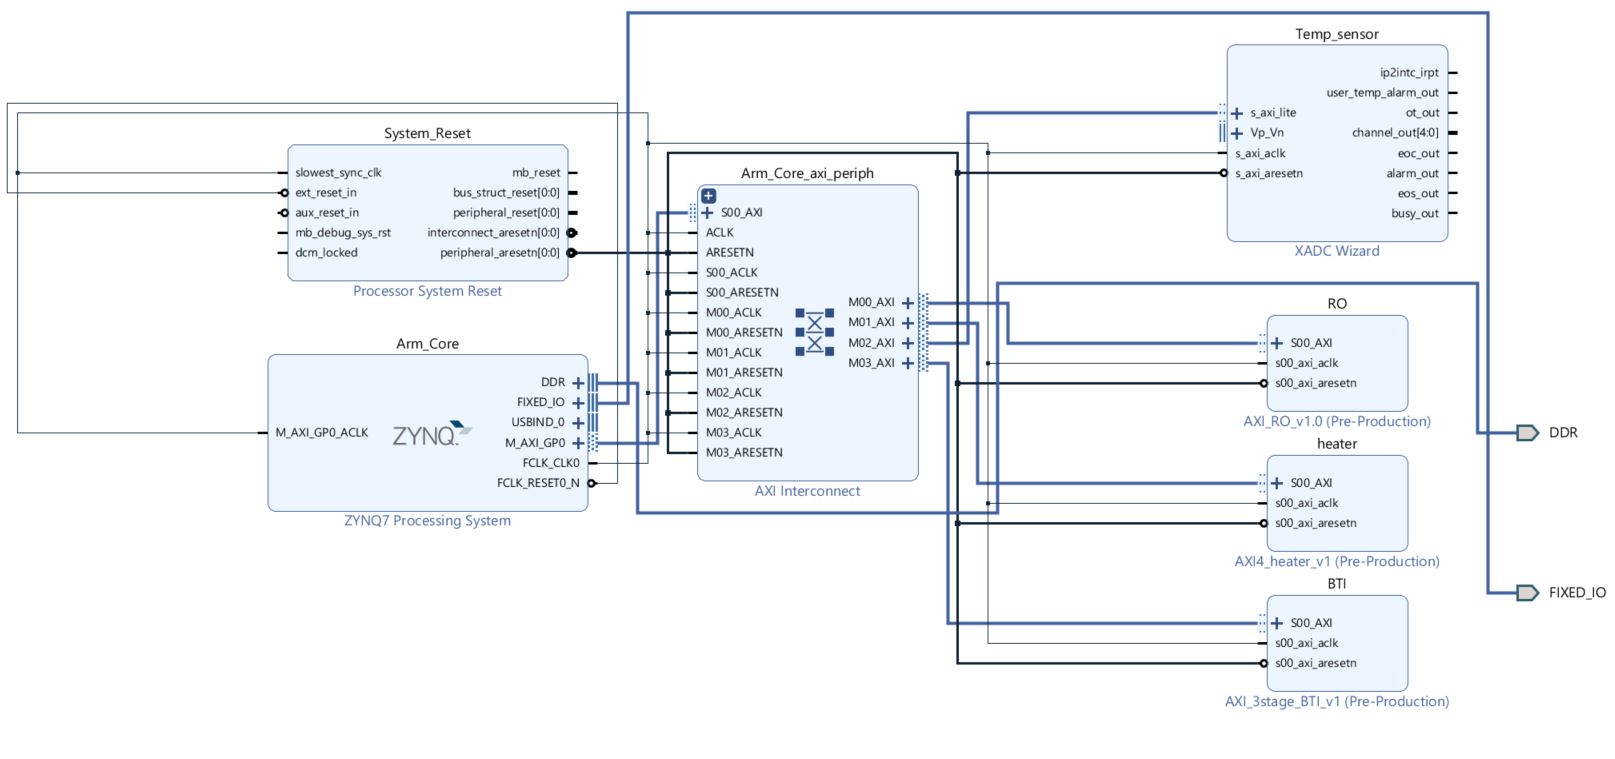 Temp_sensor
ip2intc_irpt
user_temp_alarm_out
s_axi_lite
ot_out
Vp_Vn
channel_out[4:0]
s_axi_aclk
eoc_out
s_axi_aresetn
alarm_out
eos_out
busy_out
XADC Wizard
System_Reset
slowest_sync_clk
mb_reset
ext_reset_in
bus_struct_reset[0:0]
aux_reset_in
peripheral_reset[0:0]
mb_debug_sys_rst
interconnect_aresetn[0:0]
dcm_locked
peripheral_aresetn[0:0]
Processor System Reset
Arm_Core_axi_periph
S00_AXI
ACLK
ARESETN
S00_ACLK
S00_ARESETN
M00_ACLK
M00_ARESETN
M01_ACLK
M01_ARESETN
M02_ACLK
M02_ARESETN
M03_ACLK
M03_ARESETN
M00_AXI
M01_AXI
M02_AXI
M03_AXI
AXI Interconnect
Arm_Core
M_AXI_GP0_ACLK
ZYNQ
DDR
FIXED_IO
USBIND_0
M_AXI_GP0
FCLK_CLK0
FCLK_RESET0_N
ZYNQ7 Processing System
RO
S00_AXI
s00_axi_aclk
s00_axi_aresetn
AXI_RO_v1.0 (Pre-Production)
heater
S00_AXI
s00_axi_aclk
s00_axi_aresetn
AXI4_heater_v1 (Pre-Production)
BTI
S00_AXI
s00_axi_aclk
s00_axi_aresetn
AXI_3stage_BTI_v1 (Pre-Production)
DDR
FIXED_IO